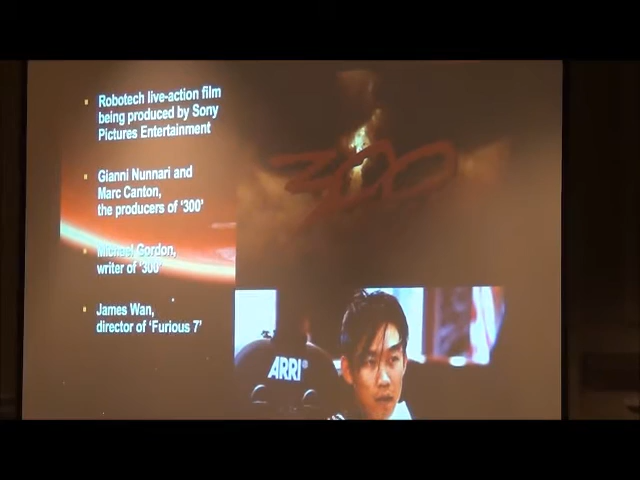 Robotech live-action film
being produced by Sony
Pictures Entertainment
Gianni Nunnari and
Marc Canton,
the producers of '300'
Michael Gordon,
writer of '300'
James Wan,
director of 'Furious 7'
300
ARRI